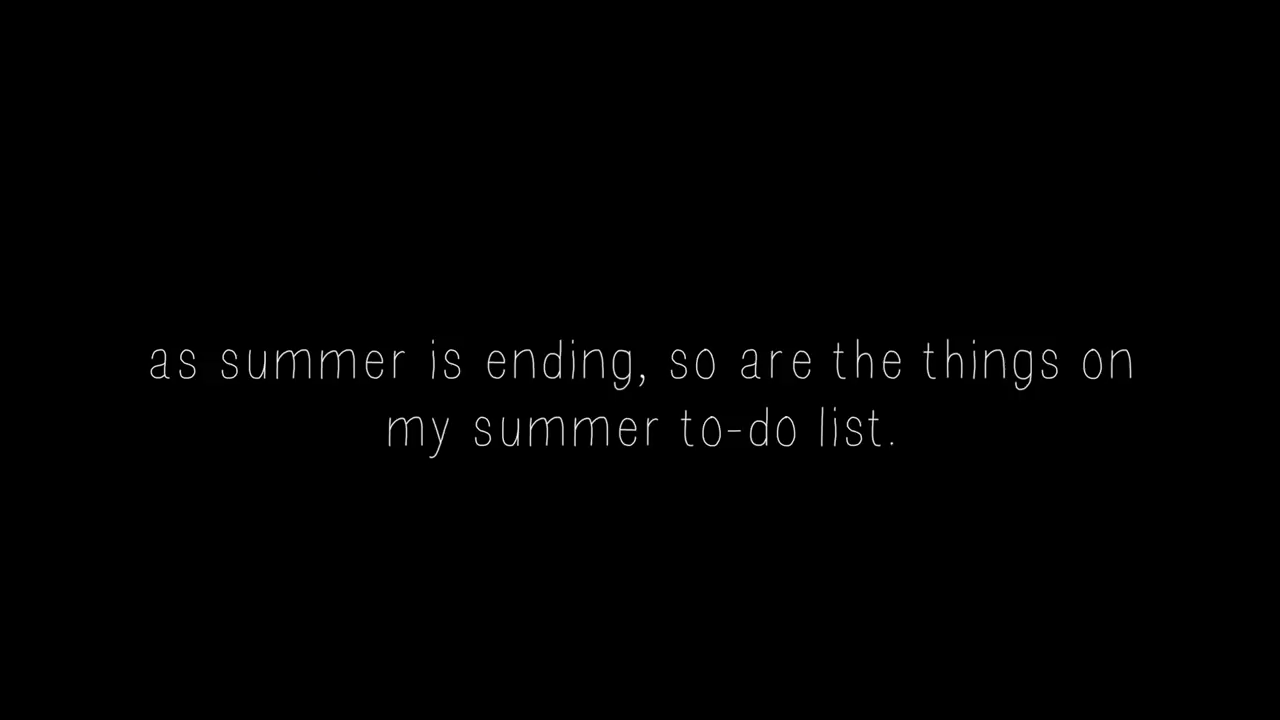 as summer is ending, so are the things on
my summer to-do list.